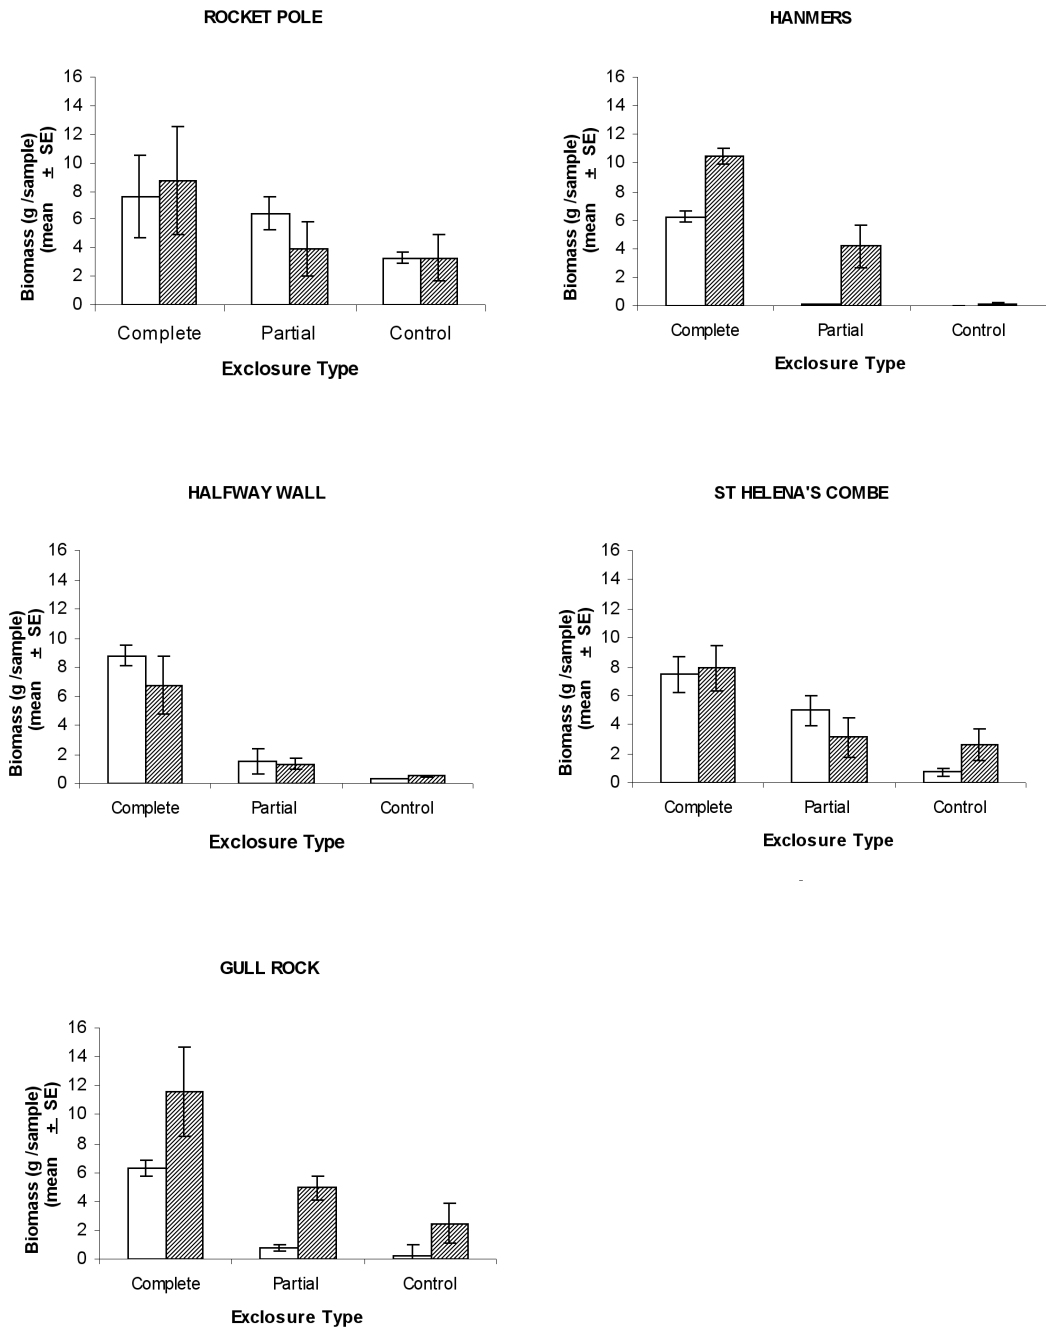 ROCKET POLE
Biomass (g /sample)
(mean ± SE)
16
14
12
10
8
6
4
2
0
Complete Partial Control
Exclosure Type
HANMERS
Biomass (g /sample)
(mean ± SE)
16
14
12
10
8
6
4
2
0
Complete Partial Control
Exclosure Type
HALFWAY WALL
Biomass (g /sample)
(mean ± SE)
16
14
12
10
8
6
4
2
0
Complete Partial Control
Exclosure Type
ST HELENA'S COMBE
Biomass (g /sample)
(mean ± SE)
16
14
12
10
8
6
4
2
0
Complete Partial Control
Exclosure Type
GULL ROCK
Biomass (g /sample)
(mean ± SE)
16
14
12
10
8
6
4
2
0
Complete Partial Control
Exclosure Type